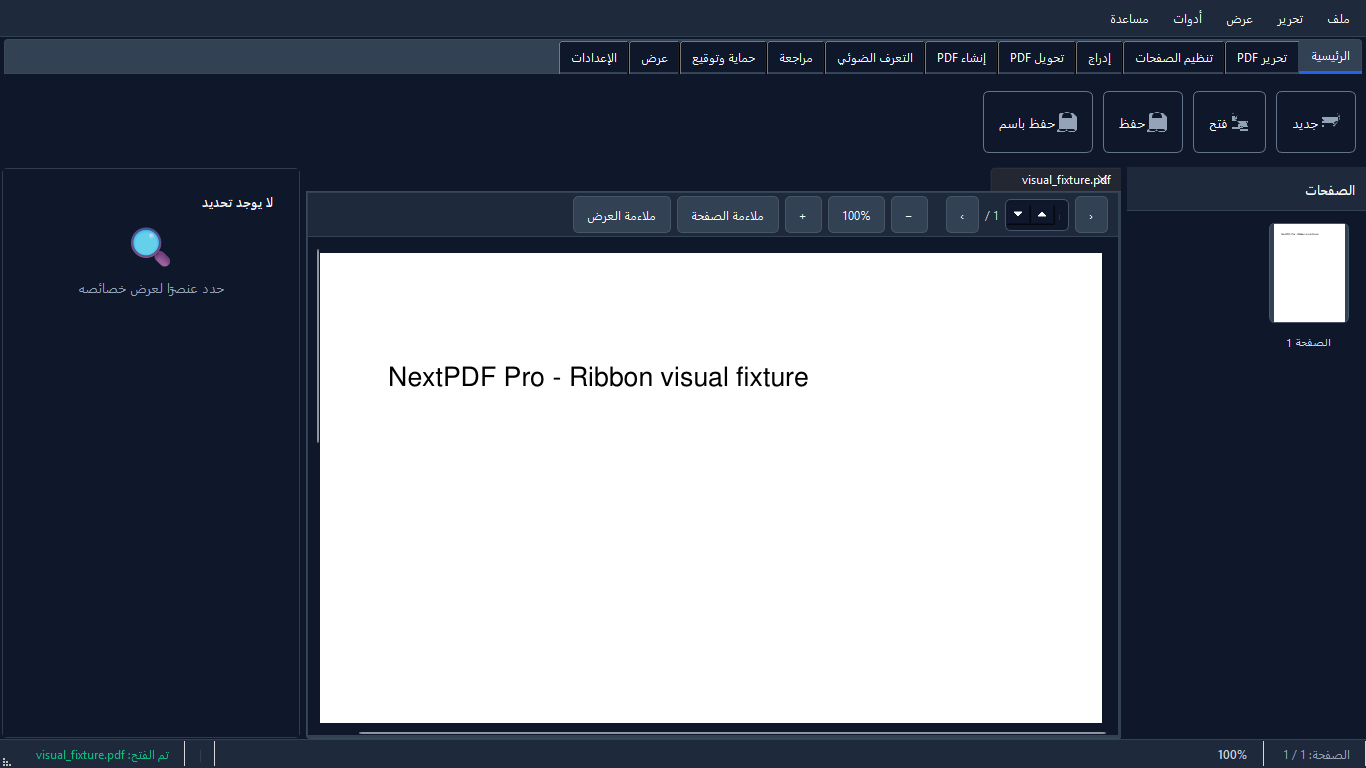 ملف تحرير عرض أدوات مساعدة
الرئيسية تحرير PDF تنظيم الصفحات إدراج تحويل PDF إنشاء PDF التعرف الضوئي مراجعة حماية وتوقيع عرض الإعدادات
جديد فتح حفظ حفظ باسم
الصفحات
الصفحة 1
visual_fixture.pdf
› / 1 ‹ − 100% + ملاءمة الصفحة ملاءمة العرض
NextPDF Pro - Ribbon visual fixture
لا يوجد تحديد
حدد عنصرًا لعرض خصائصه
الصفحة: 1 / 1 100% تم الفتح: visual_fixture.pdf